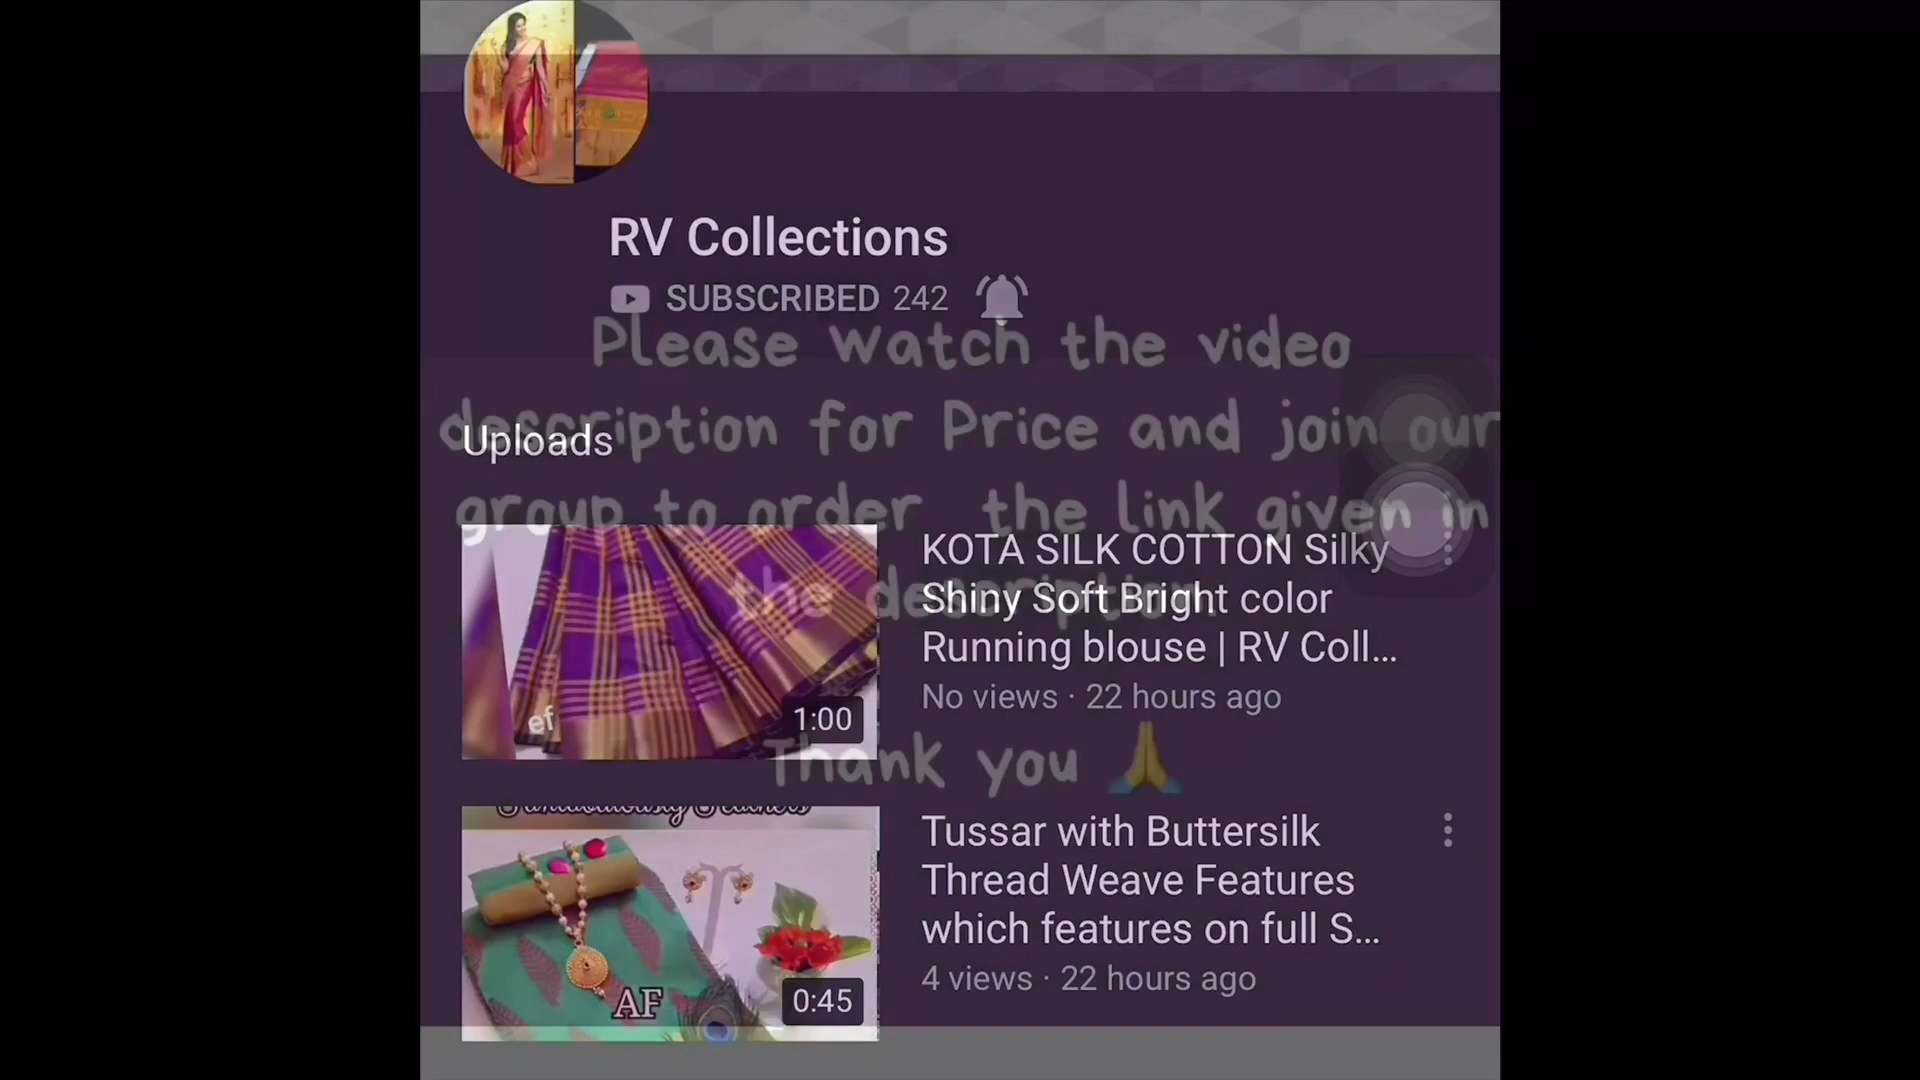 RV Collections
SUBSCRIBED 242
Please watch the video
description for Price and join our
Uploads
group to order the link given in
the description.
KOTA SILK COTTON Silky
Shiny Soft Bright color
Running blouse | RV Coll...
No views · 22 hours ago
ef
1:00
Thank you 🙏
Tussar with Buttersilk
Thread Weave Features
which features on full S...
4 views · 22 hours ago
AF
0:45